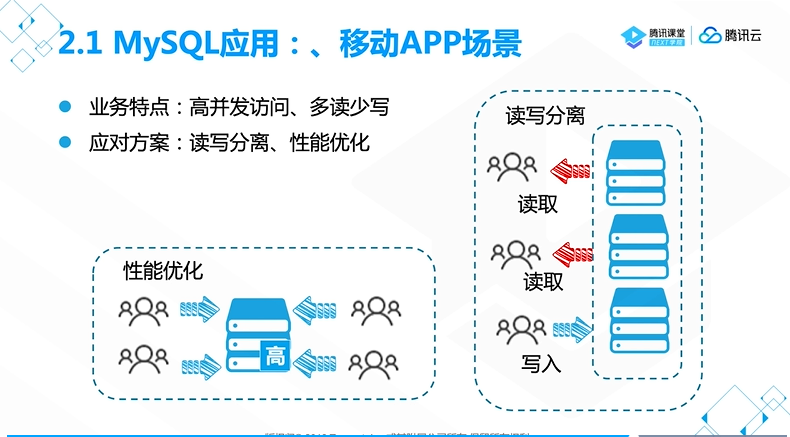 2.1 MySQL应用：、移动APP场景
腾讯课堂
NEXT学院
腾讯云
业务特点：高并发访问、多读少写
应对方案：读写分离、性能优化
读写分离
读取
读取
写入
性能优化
高